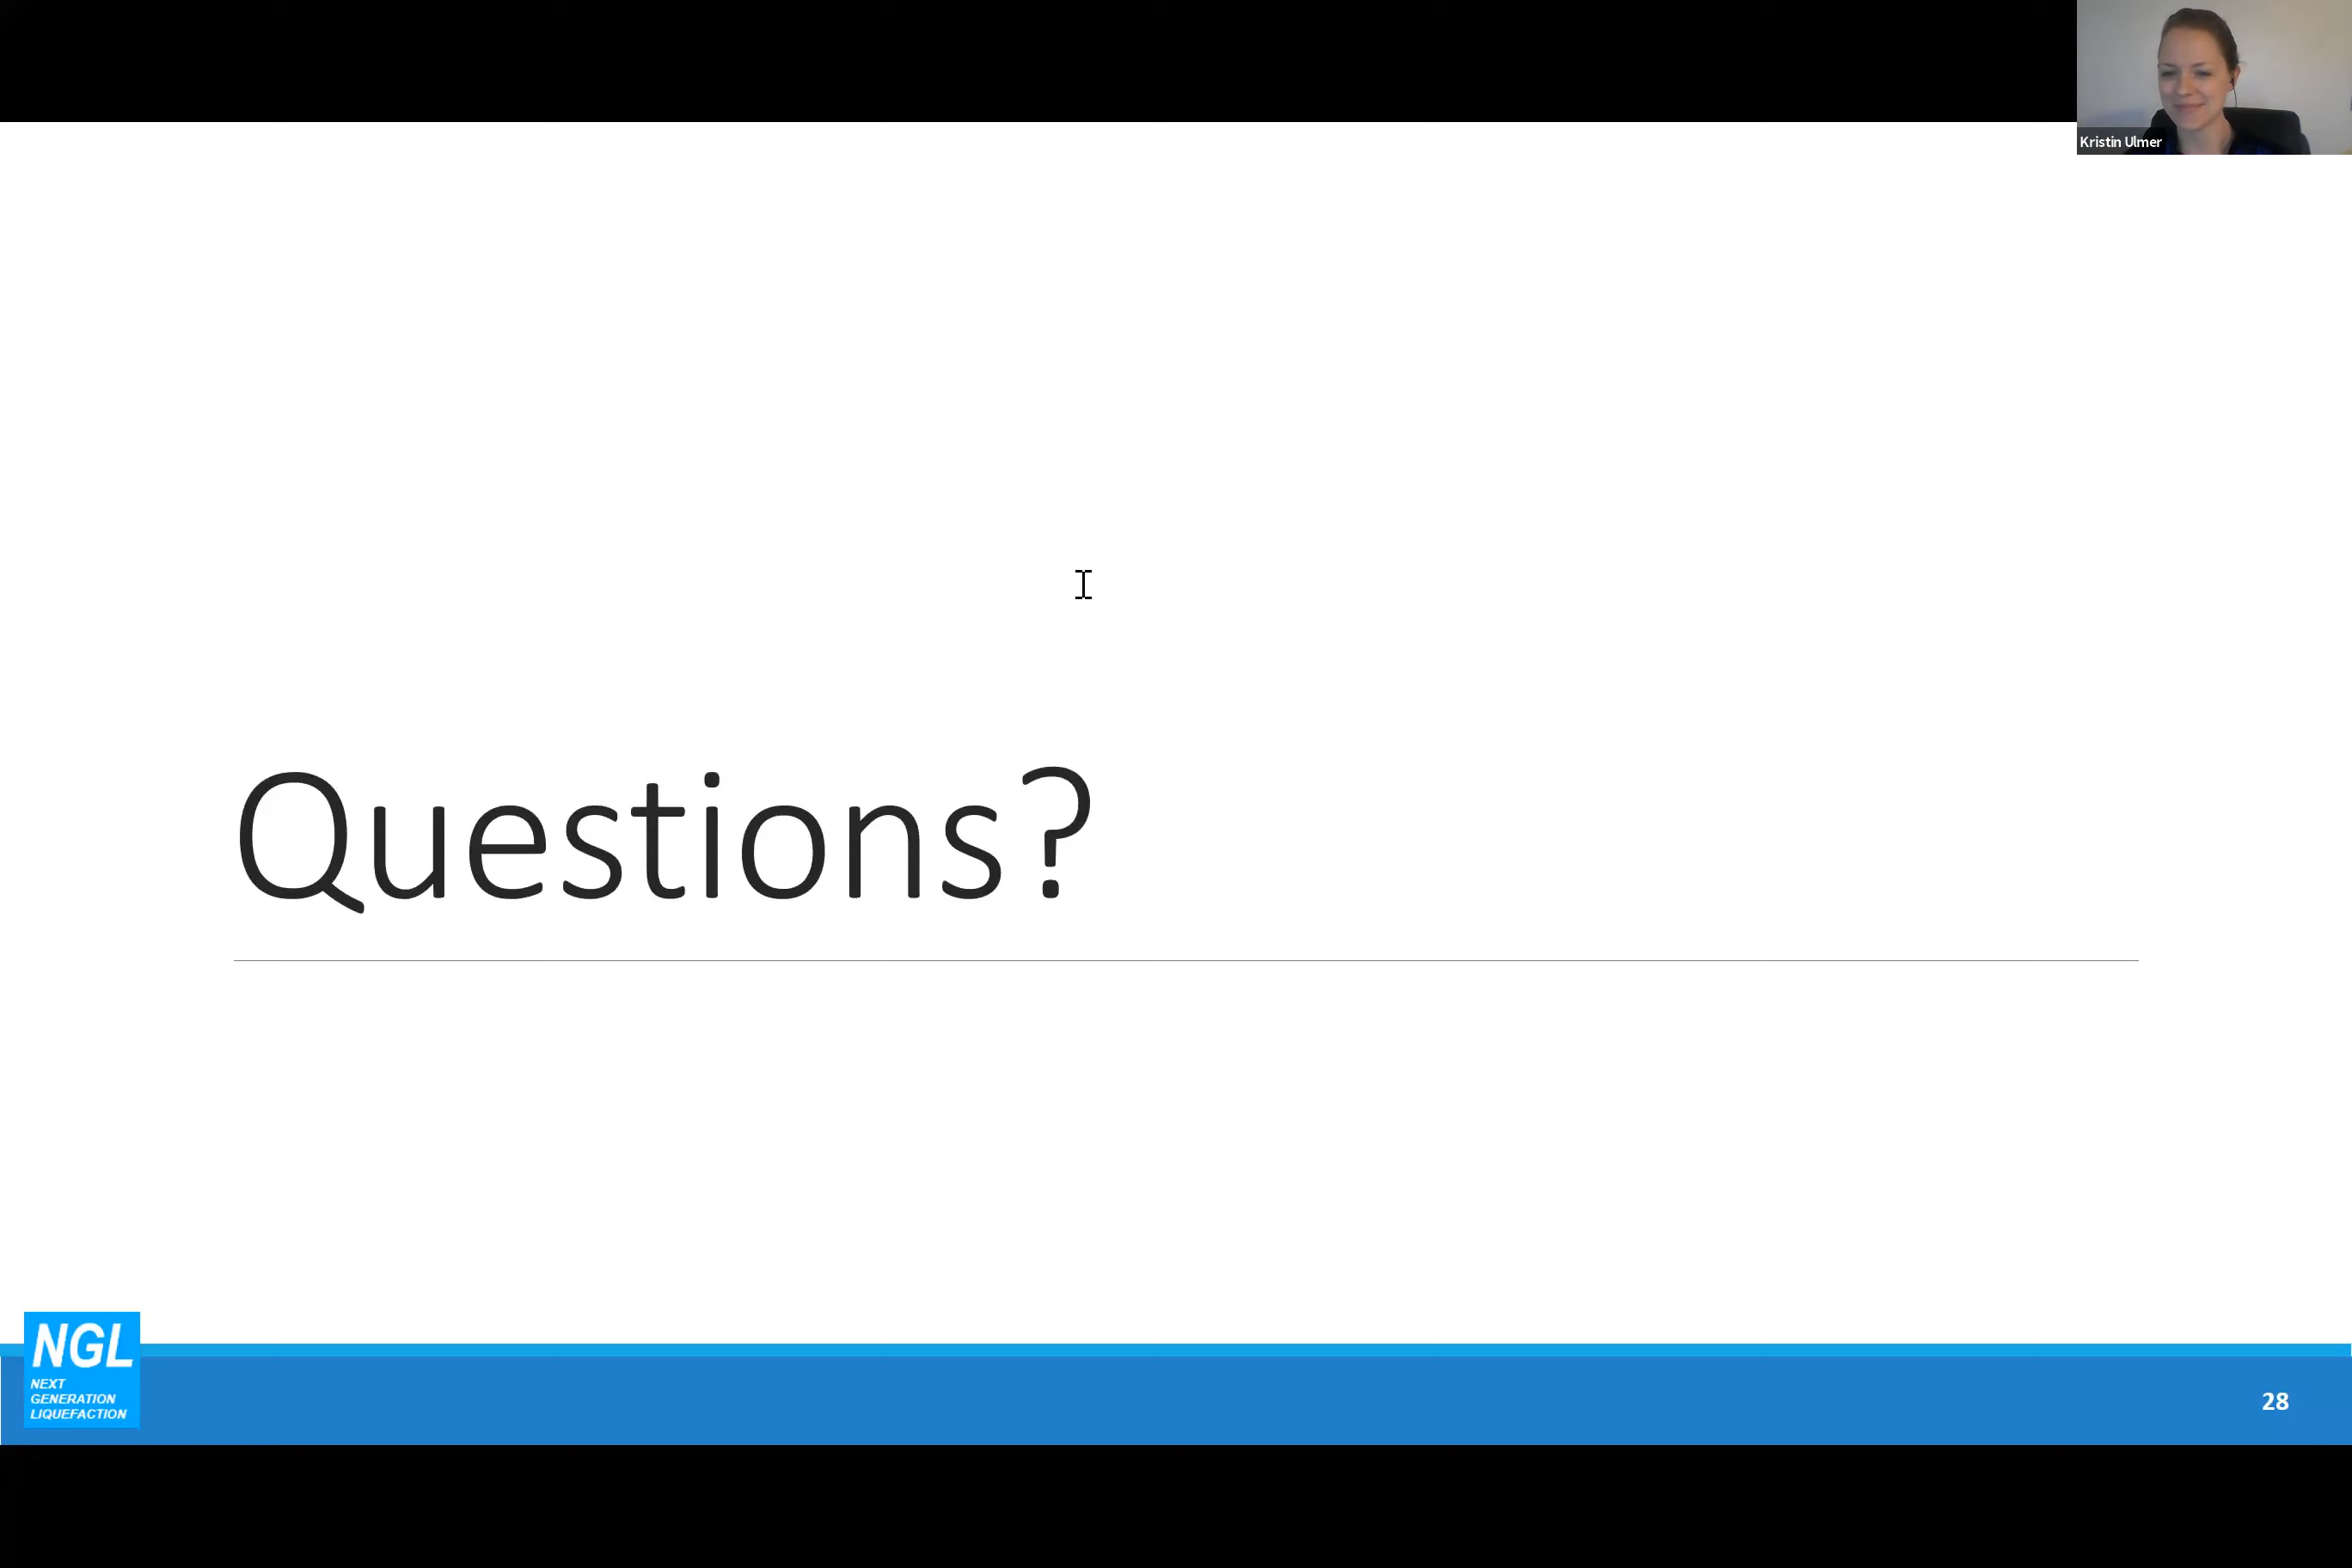 Kristin Ulmer
Questions?
NGL
NEXT
GENERATION
LIQUEFACTION
28